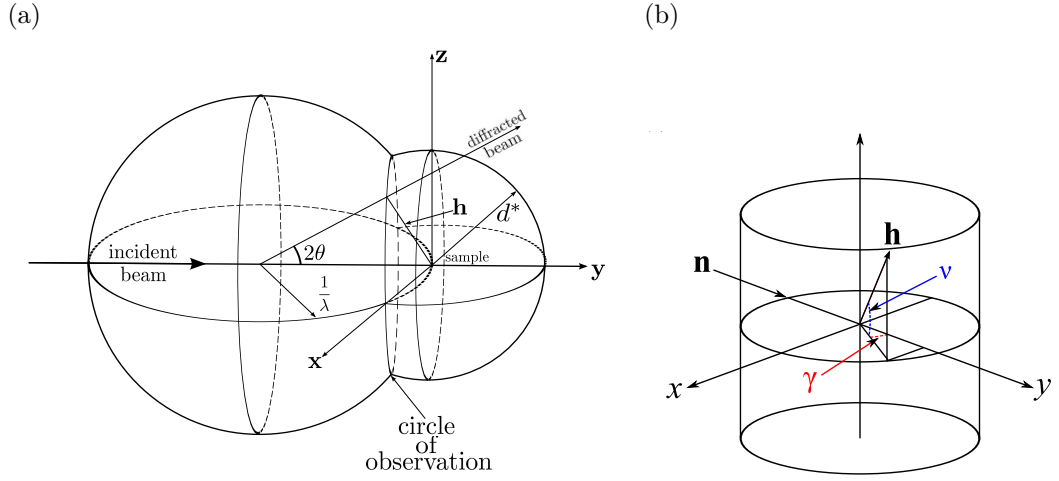 (a)
(b)
z
diffracted
beam
h
d*
2θ
incident
beam
sample
y
1/λ
x
circle
of
observation
n
h
ν
γ
x
y